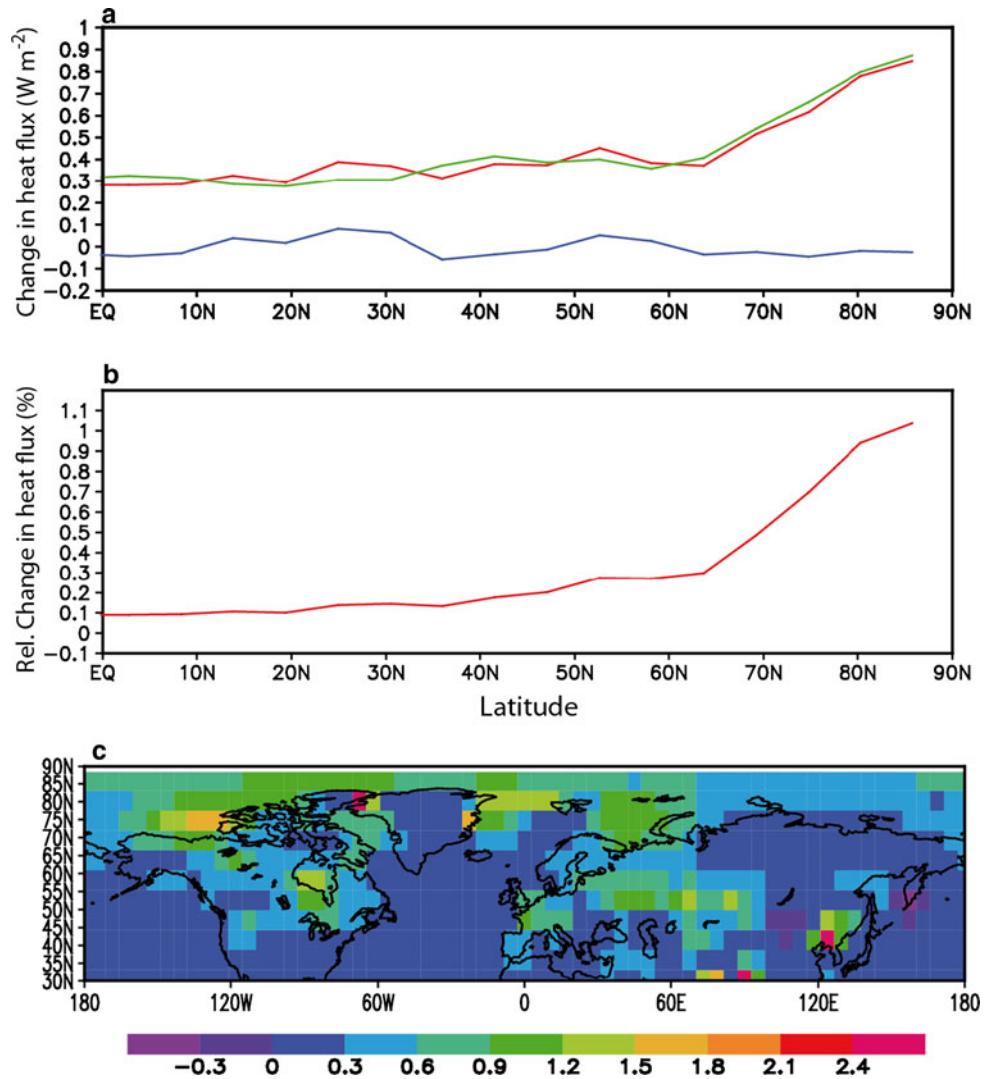 a
Change in heat flux (W m-2)
1
0.9
0.8
0.7
0.6
0.5
0.4
0.3
0.2
0.1
0
−0.1
−0.2
EQ 10N 20N 30N 40N 50N 60N 70N 80N 90N
b
Rel. Change in heat flux (%)
1.1
1
0.9
0.8
0.7
0.6
0.5
0.4
0.3
0.2
0.1
0
−0.1
EQ 10N 20N 30N 40N 50N 60N 70N 80N 90N
Latitude
c
90N
85N
80N
75N
70N
65N
60N
55N
50N
45N
40N
35N
30N
180 120W 60W 0 60E 120E 180
−0.3 0 0.3 0.6 0.9 1.2 1.5 1.8 2.1 2.4